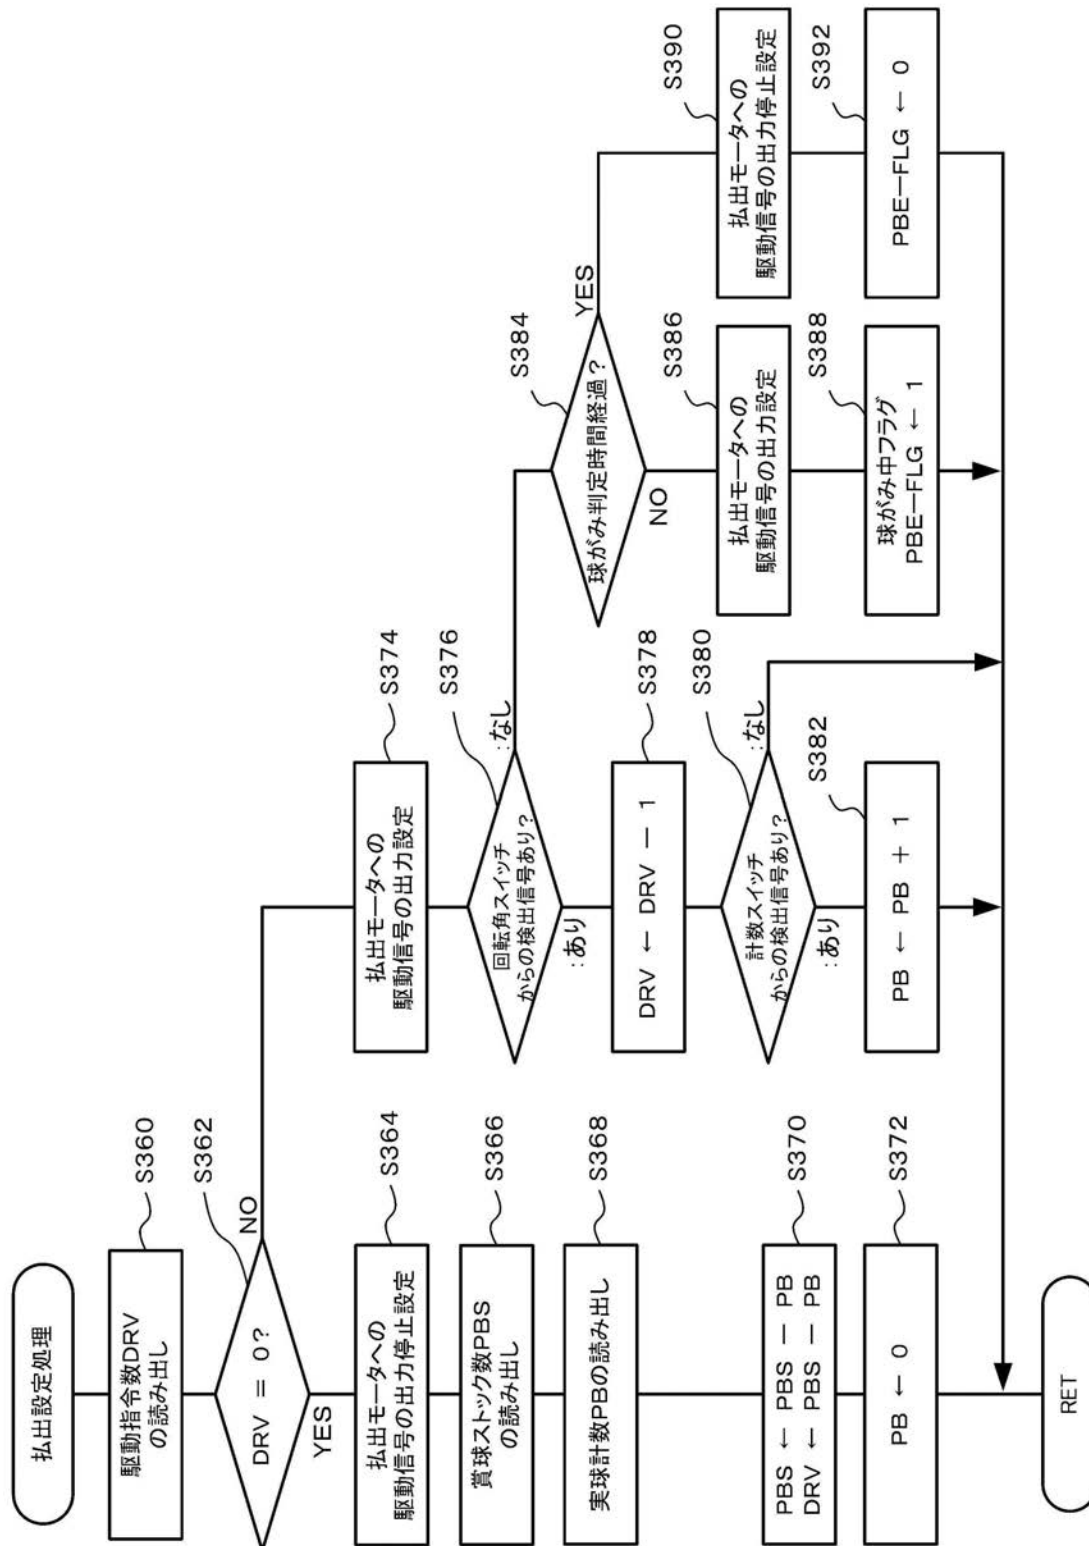 払出設定処理
S360
駆動指令数DRV
の読み出し
S362
DRV = 0?
NO
YES
S364
払出モータへの
駆動信号の出力停止設定
S366
賞球ストック数PBS
の読み出し
S368
実球計数PBの読み出し
S370
PBS ← PBS － PB
DRV ← PBS － PB
S372
PB ← 0
RET
S374
払出モータへの
駆動信号の出力設定
S376
回転角スイッチ
からの検出信号あり?
:なし
:あり
S378
DRV ← DRV － 1
S380
計数スイッチ
からの検出信号あり?
:なし
:あり
S382
PB ← PB + 1
S384
球がみ判定時間経過?
YES
NO
S386
払出モータへの
駆動信号の出力設定
S388
球がみ中フラグ
PBE－FLG ← 1
S390
払出モータへの
駆動信号の出力停止設定
S392
PBE－FLG ← 0